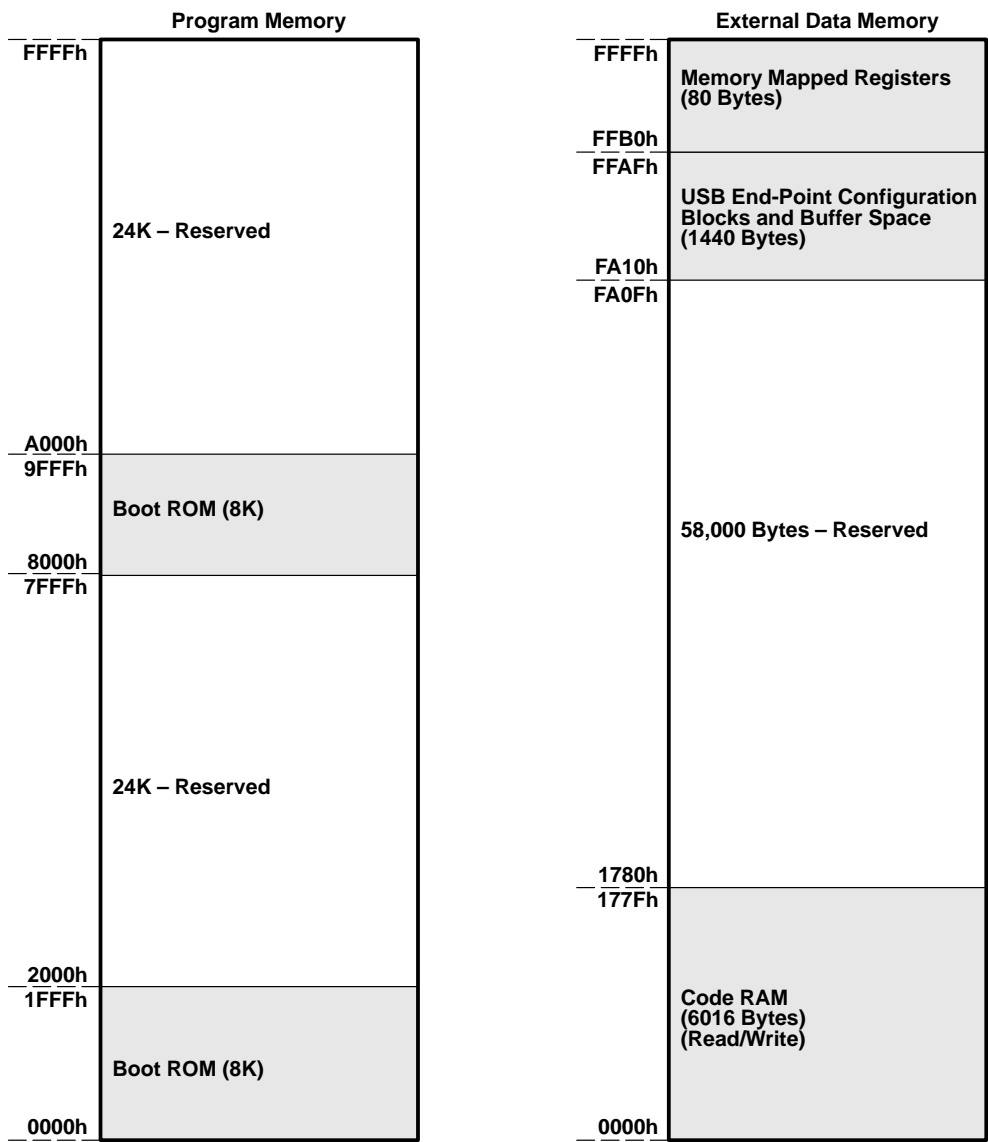 Program Memory
FFFFh
24K – Reserved
A000h
9FFFh
Boot ROM (8K)
8000h
7FFFh
24K – Reserved
2000h
1FFFh
Boot ROM (8K)
0000h
External Data Memory
FFFFh
Memory Mapped Registers
(80 Bytes)
FFB0h
FFAFh
USB End-Point Configuration
Blocks and Buffer Space
(1440 Bytes)
FA10h
FA0Fh
58,000 Bytes – Reserved
1780h
177Fh
Code RAM
(6016 Bytes)
(Read/Write)
0000h